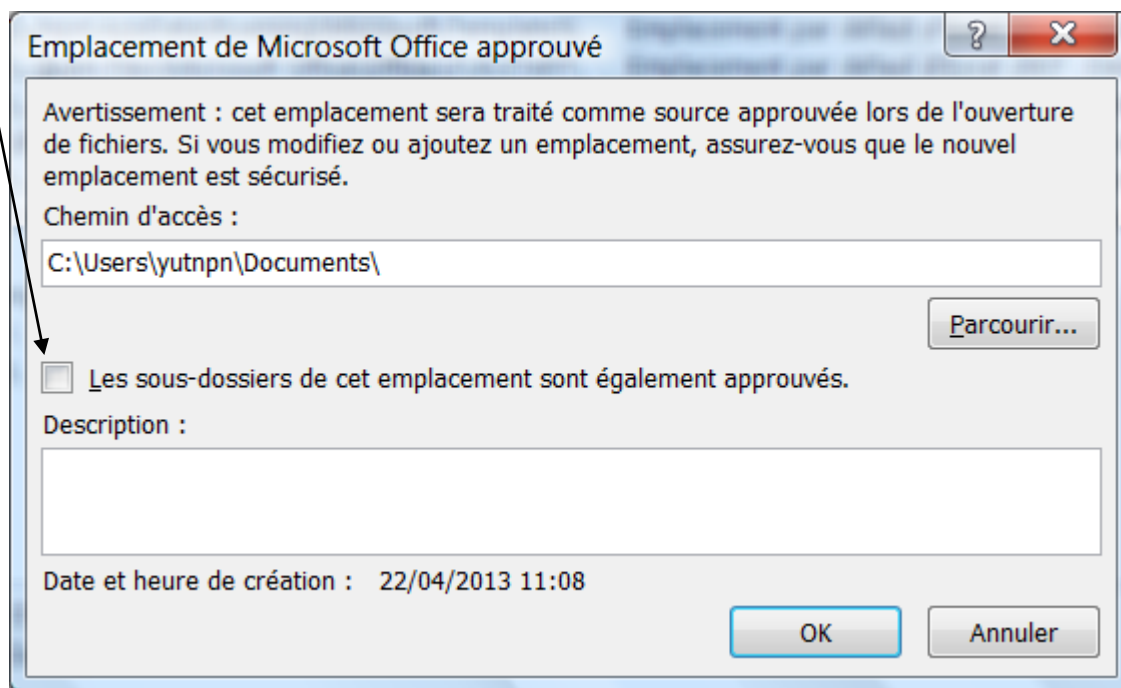 Emplacement de Microsoft Office approuvé
Avertissement : cet emplacement sera traité comme source approuvée lors de l'ouverture
de fichiers. Si vous modifiez ou ajoutez un emplacement, assurez-vous que le nouvel
emplacement est sécurisé.
Chemin d'accès :
C:\Users\yutnpn\Documents\
Parcourir...
Les sous-dossiers de cet emplacement sont également approuvés.
Description :
Date et heure de création : 22/04/2013 11:08
OK Annuler